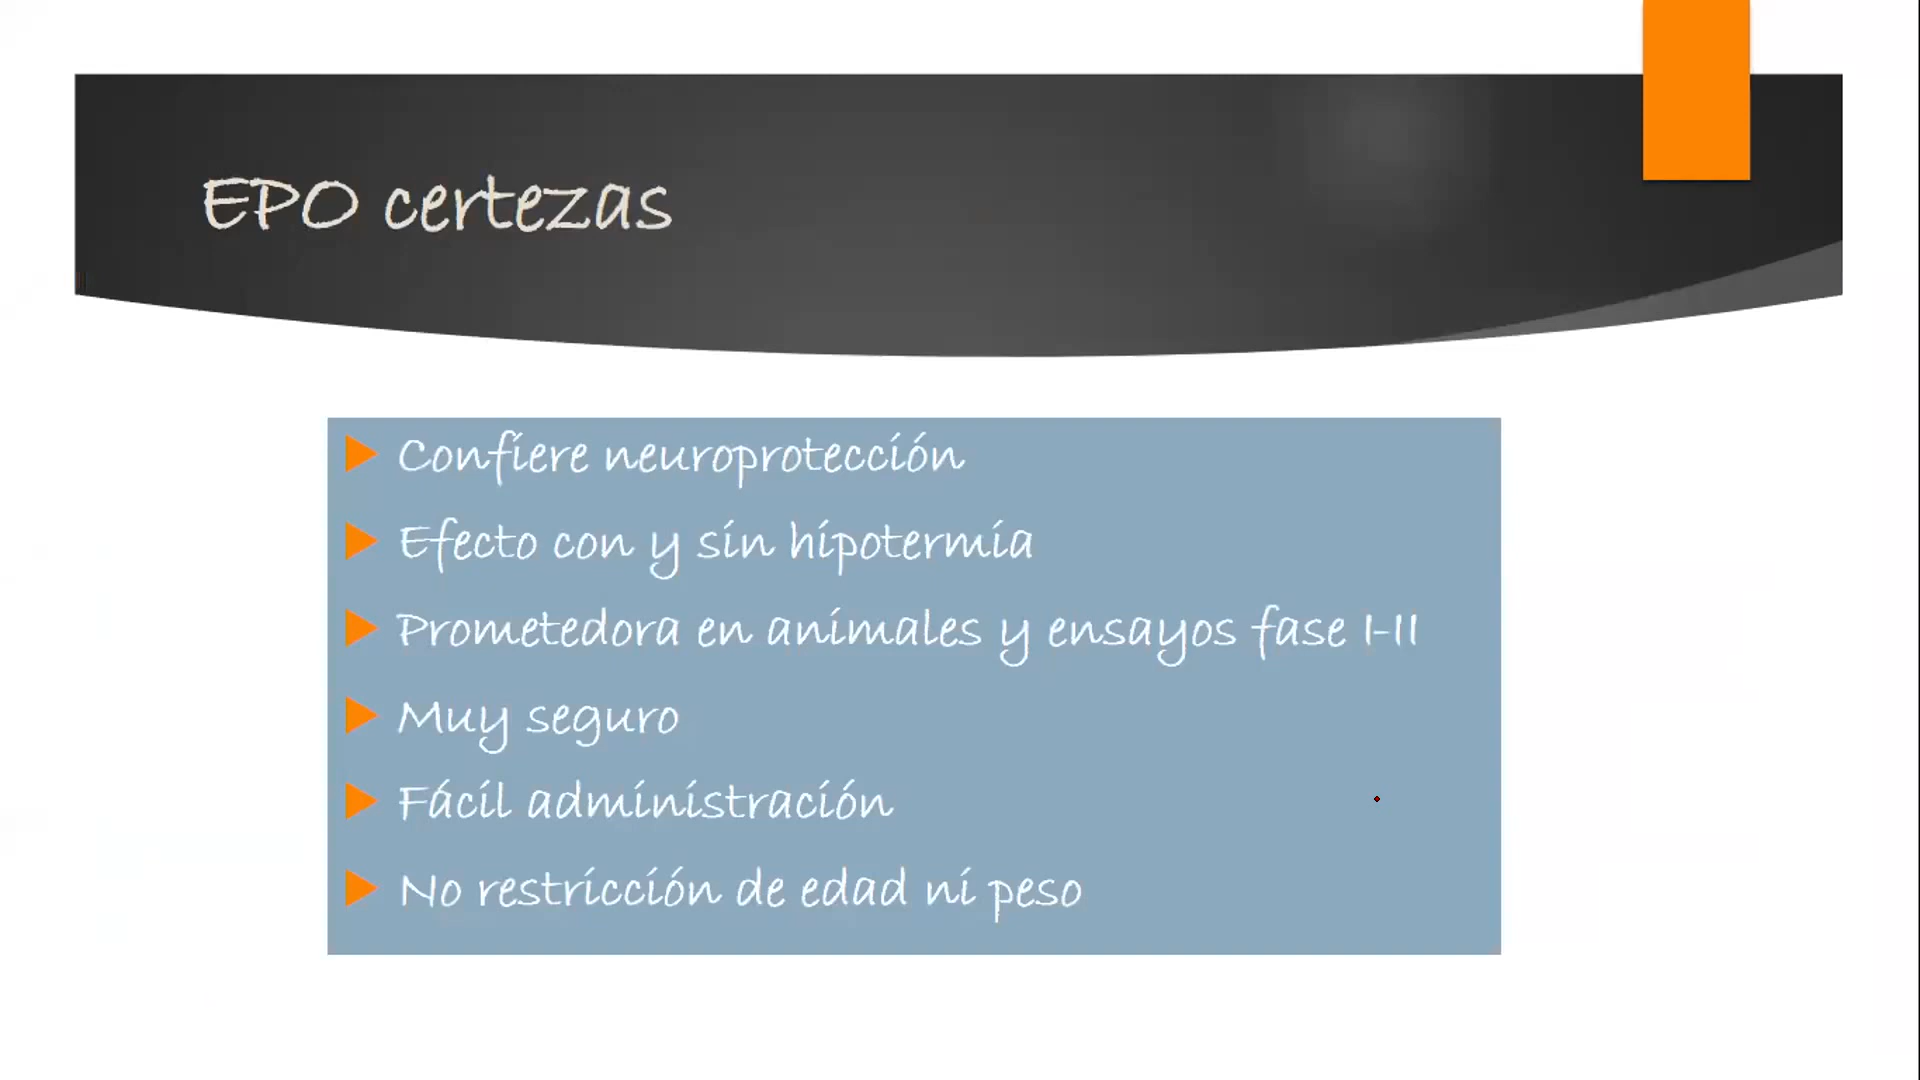 EPO certezas
Confiere neuroprotección
Efecto con y sin hipotermia
Prometedora en animales y ensayos fase I-II
Muy seguro
Fácil administración
No restricción de edad ni peso